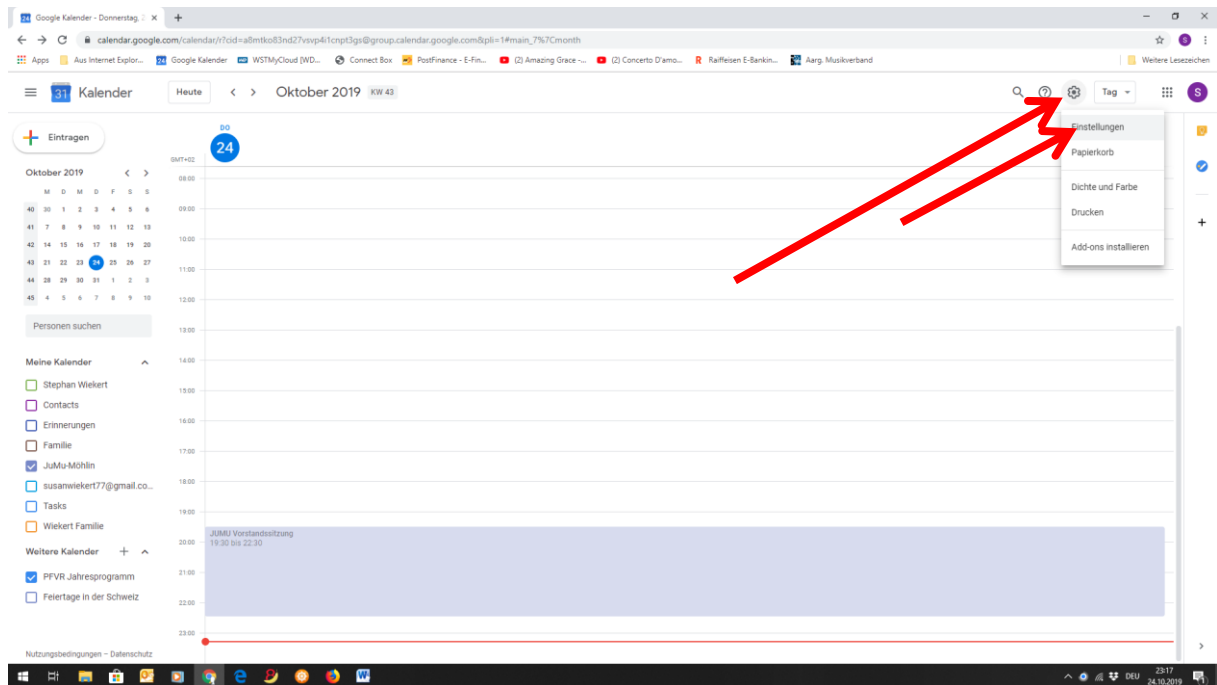 Google Kalender - Donnerstag, 2
calendar.google.com/calendar/r?cid=a8mtko83nd27vsvp4i1cnpt3gs@group.calendar.google.com&pli=1#main_7%7Cmonth
S
Apps Aus Internet Explor... Google Kalender WSTMyCloud [WD... Connect Box PostFinance - E-Fin... (2) Amazing Grace -... (2) Concerto D'amo... Raiffeisen E-Bankin... Aarg. Musikverband Weitere Lesezeichen
31 Kalender Heute Oktober 2019 KW 43 Tag S
Eintragen
DO
24
GMT+02
Einstellungen
Papierkorb
Dichte und Farbe
Drucken
Add-ons installieren
Oktober 2019
M D M D F S S
40 30 1 2 3 4 5 6
41 7 8 9 10 11 12 13
42 14 15 16 17 18 19 20
43 21 22 23 24 25 26 27
44 28 29 30 31 1 2 3
45 4 5 6 7 8 9 10
Personen suchen
Meine Kalender
Stephan Wiekert
Contacts
Erinnerungen
Familie
JuMu-Möhlin
susanwiekert77@gmail.co...
Tasks
Wiekert Familie
Weitere Kalender
PFVR Jahresprogramm
Feiertage in der Schweiz
Nutzungsbedingungen – Datenschutz
08:00
09:00
10:00
11:00
12:00
13:00
14:00
15:00
16:00
17:00
18:00
19:00
20:00
21:00
22:00
23:00
JUMU Vorstandssitzung
19:30 bis 22:30
DEU
23:17
24.10.2019